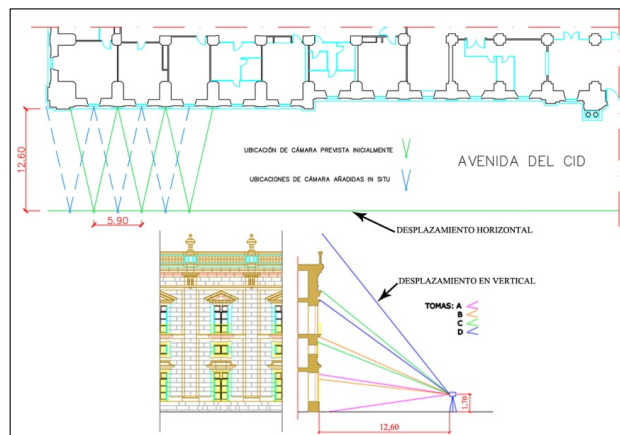 12.60
UBICACIÓN DE CÁMARA PREVISTA INICIALMENTE
AVENIDA DEL CID
UBICACIONES DE CÁMARA AÑADIDAS IN SITU
5.90
DESPLAZAMIENTO HORIZONTAL
DESPLAZAMIENTO EN VERTICAL
TOMAS: A
B
C
D
1,70
12,60